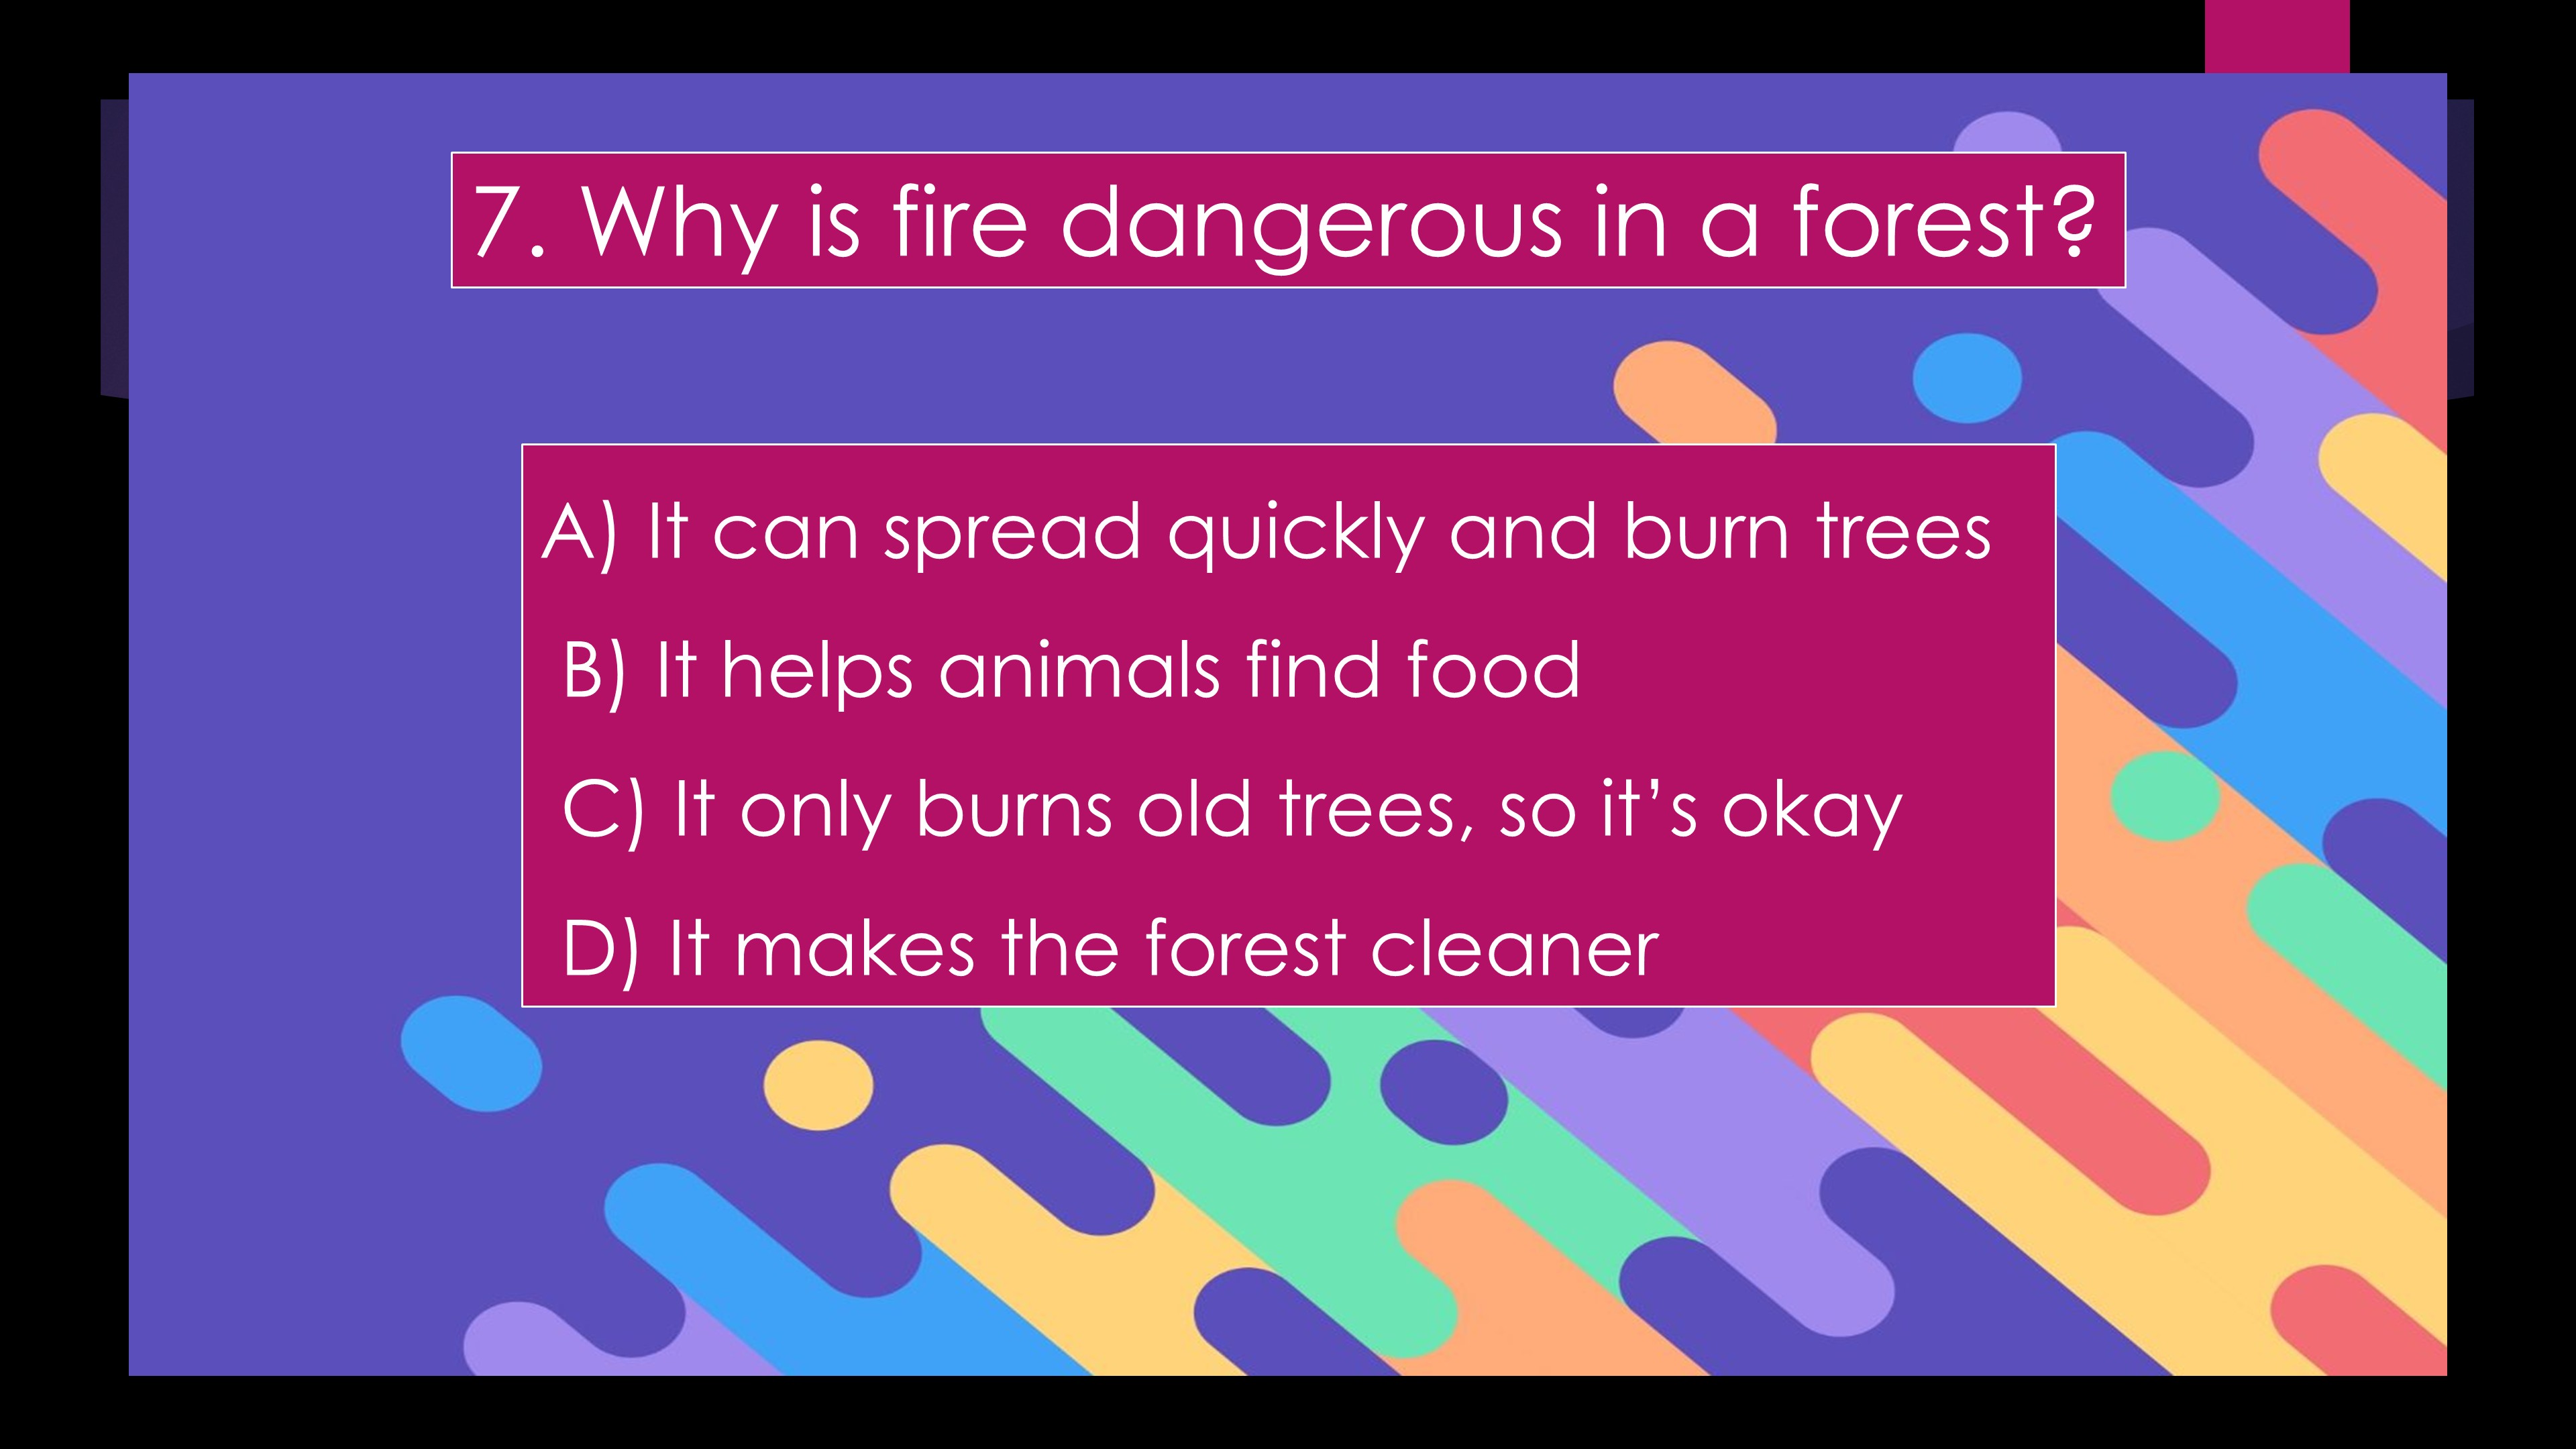 7. Why is fire dangerous in a forest?
A) It can spread quickly and burn trees
B) It helps animals find food
C) It only burns old trees, so it’s okay
D) It makes the forest cleaner